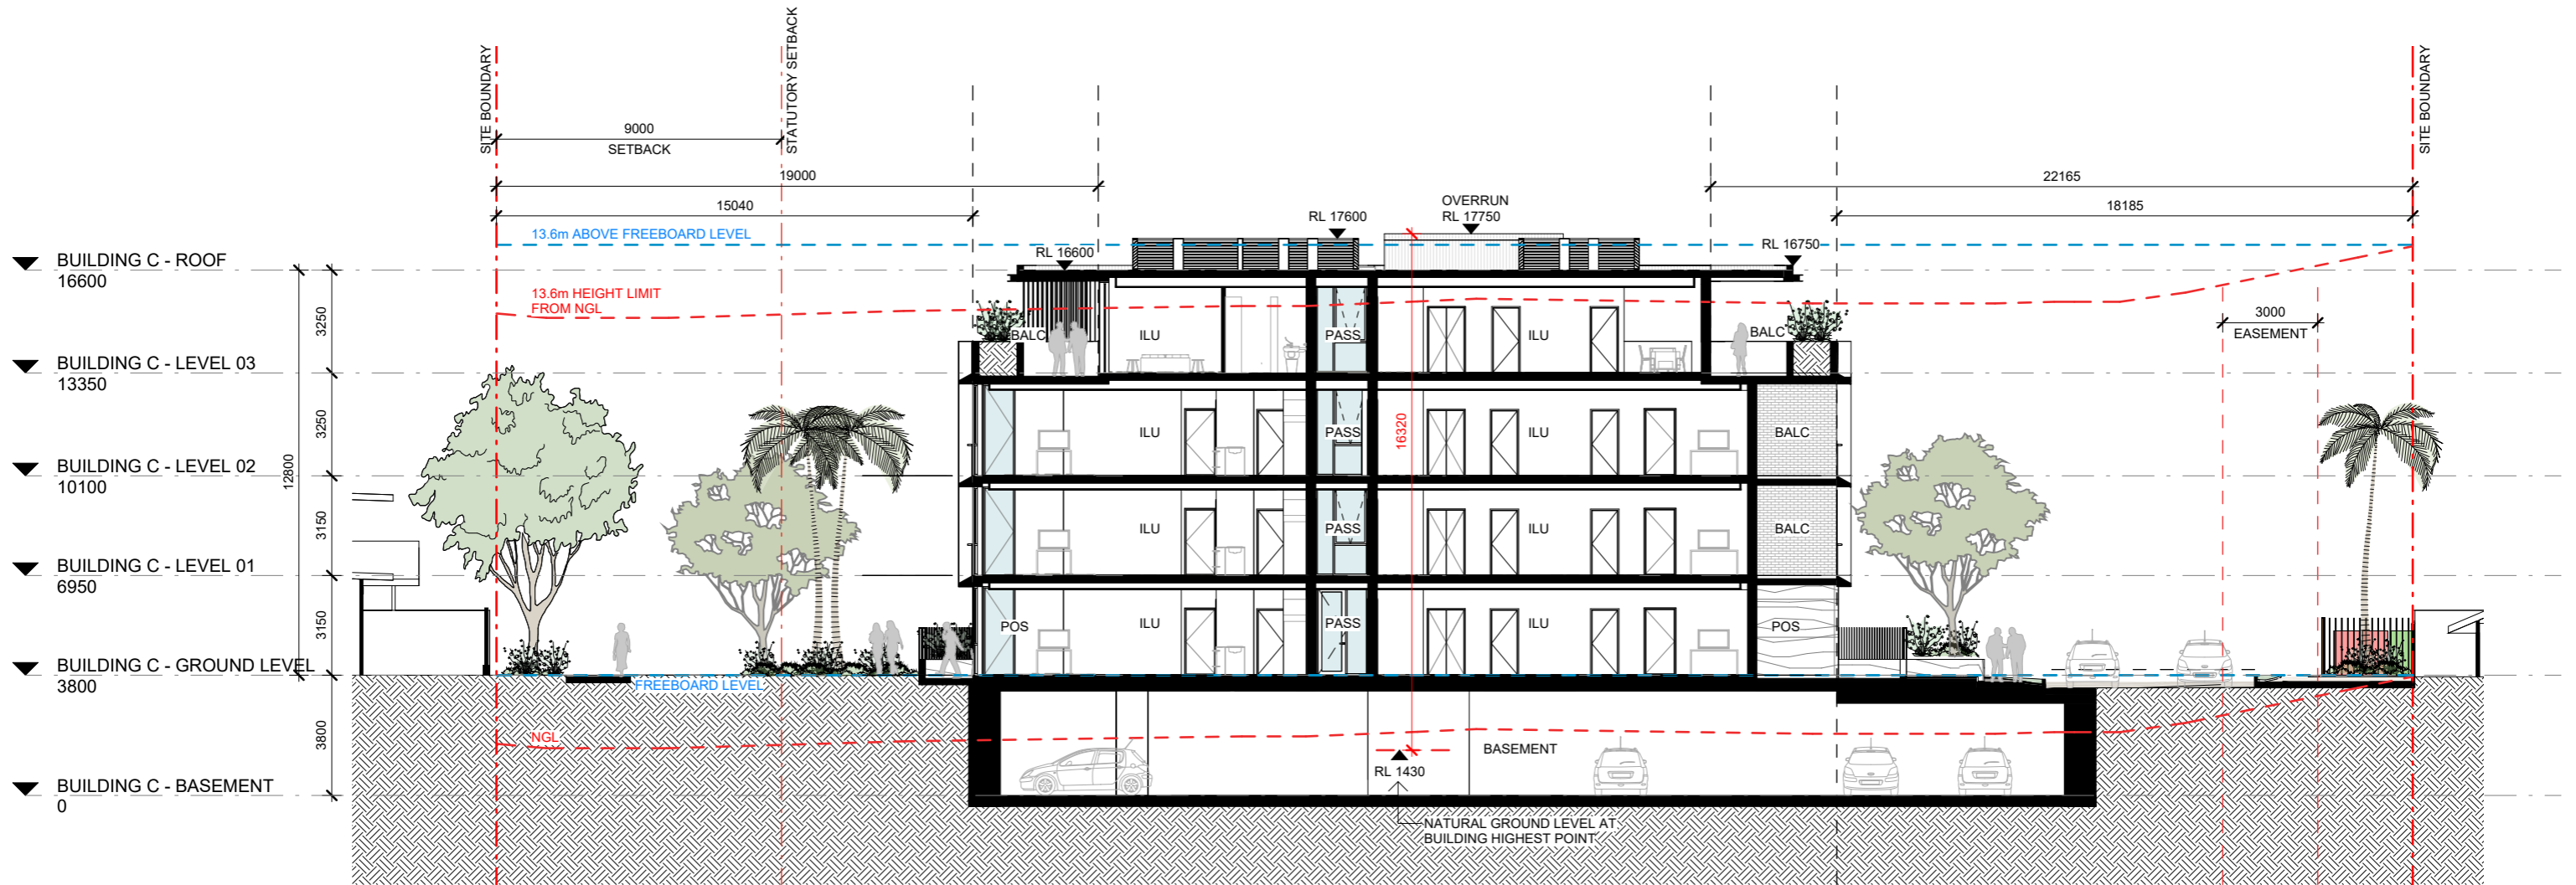 SITE BOUNDARY
STATUTORY SETBACK
SITE BOUNDARY
9000
SETBACK
19000
22165
15040
18185
OVERRUN
RL 17750
RL 17600
13.6m ABOVE FREEBOARD LEVEL
RL 16600
RL 16750
BUILDING C - ROOF
16600
13.6m HEIGHT LIMIT
FROM NGL
3250
3000
EASEMENT
BALC
ILU
PASS
ILU
BALC
BUILDING C - LEVEL 03
13350
3250
16320
ILU
PASS
ILU
BALC
BUILDING C - LEVEL 02
10100
12800
3150
ILU
PASS
ILU
BALC
BUILDING C - LEVEL 01
6950
3150
POS
ILU
PASS
ILU
POS
BUILDING C - GROUND LEVEL
3800
FREEBOARD LEVEL
3800
NGL
BASEMENT
RL 1430
BUILDING C - BASEMENT
0
NATURAL GROUND LEVEL AT
BUILDING HIGHEST POINT